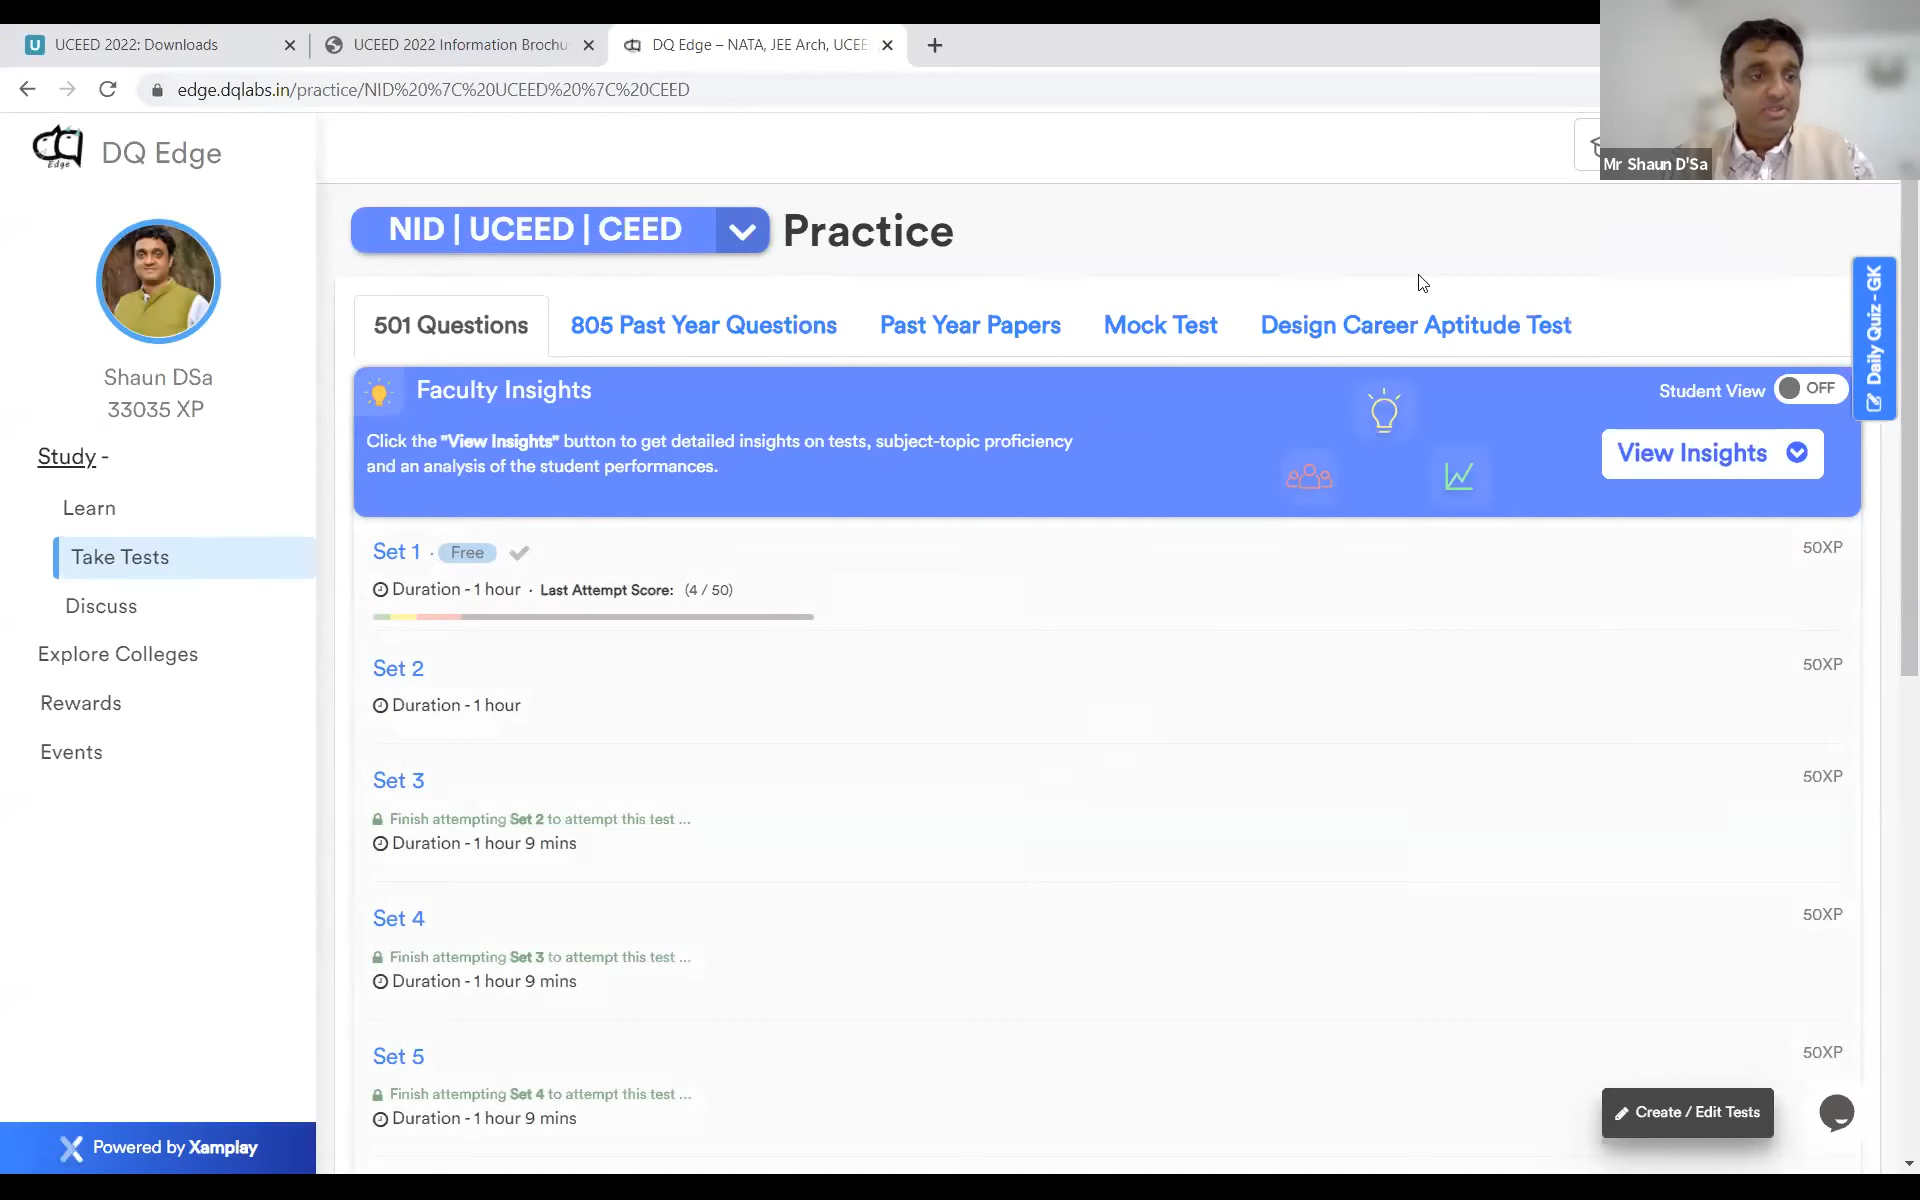 UCEED 2022: Downloads
UCEED 2022 Information Brochu
DQ Edge – NATA, JEE Arch, UCEE
edge.dqlabs.in/practice/NID%20%7C%20UCEED%20%7C%20CEED
Mr Shaun D'Sa
Edge
DQ Edge
Shaun DSa
33035 XP
Study -
Learn
Take Tests
Discuss
Explore Colleges
Rewards
Events
Powered by Xamplay
NID | UCEED | CEED
Practice
501 Questions
805 Past Year Questions
Past Year Papers
Mock Test
Design Career Aptitude Test
Daily Quiz - GK
Faculty Insights
Click the "View Insights" button to get detailed insights on tests, subject-topic proficiency
and an analysis of the student performances.
Student View
OFF
View Insights
Set 1 · Free
50XP
Duration - 1 hour · Last Attempt Score: (4 / 50)
Set 2
50XP
Duration - 1 hour
Set 3
50XP
Finish attempting Set 2 to attempt this test ...
Duration - 1 hour 9 mins
Set 4
50XP
Finish attempting Set 3 to attempt this test ...
Duration - 1 hour 9 mins
Set 5
50XP
Finish attempting Set 4 to attempt this test ...
Duration - 1 hour 9 mins
Create / Edit Tests